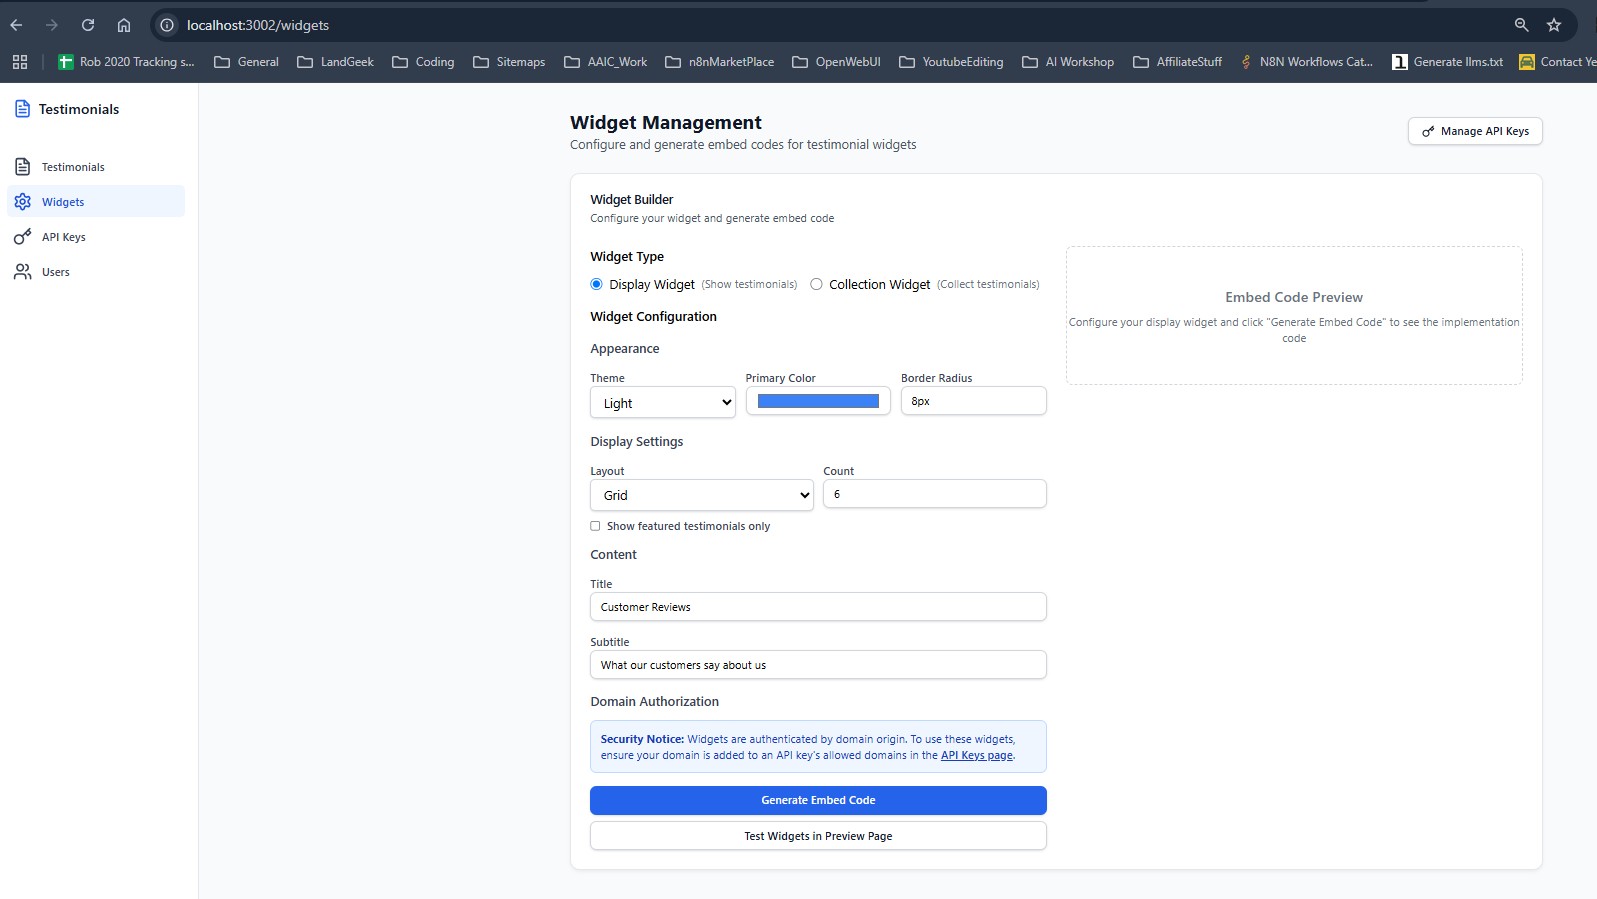 localhost:3002/widgets
Rob 2020 Tracking s... General LandGeek Coding Sitemaps AAIC_Work n8nMarketPlace OpenWebUI YoutubeEditing AI Workshop AffiliateStuff N8N Workflows Cat... Generate llms.txt Contact Ye
Testimonials
Testimonials
Widgets
API Keys
Users
Widget Management
Configure and generate embed codes for testimonial widgets
Manage API Keys
Widget Builder
Configure your widget and generate embed code
Widget Type
Display Widget (Show testimonials) Collection Widget (Collect testimonials)
Widget Configuration
Appearance
Theme Primary Color Border Radius
Light 8px
Display Settings
Layout Count
Grid 6
Show featured testimonials only
Content
Title
Customer Reviews
Subtitle
What our customers say about us
Domain Authorization
Security Notice: Widgets are authenticated by domain origin. To use these widgets,
ensure your domain is added to an API key's allowed domains in the API Keys page.
Generate Embed Code
Test Widgets in Preview Page
Embed Code Preview
Configure your display widget and click "Generate Embed Code" to see the implementation
code